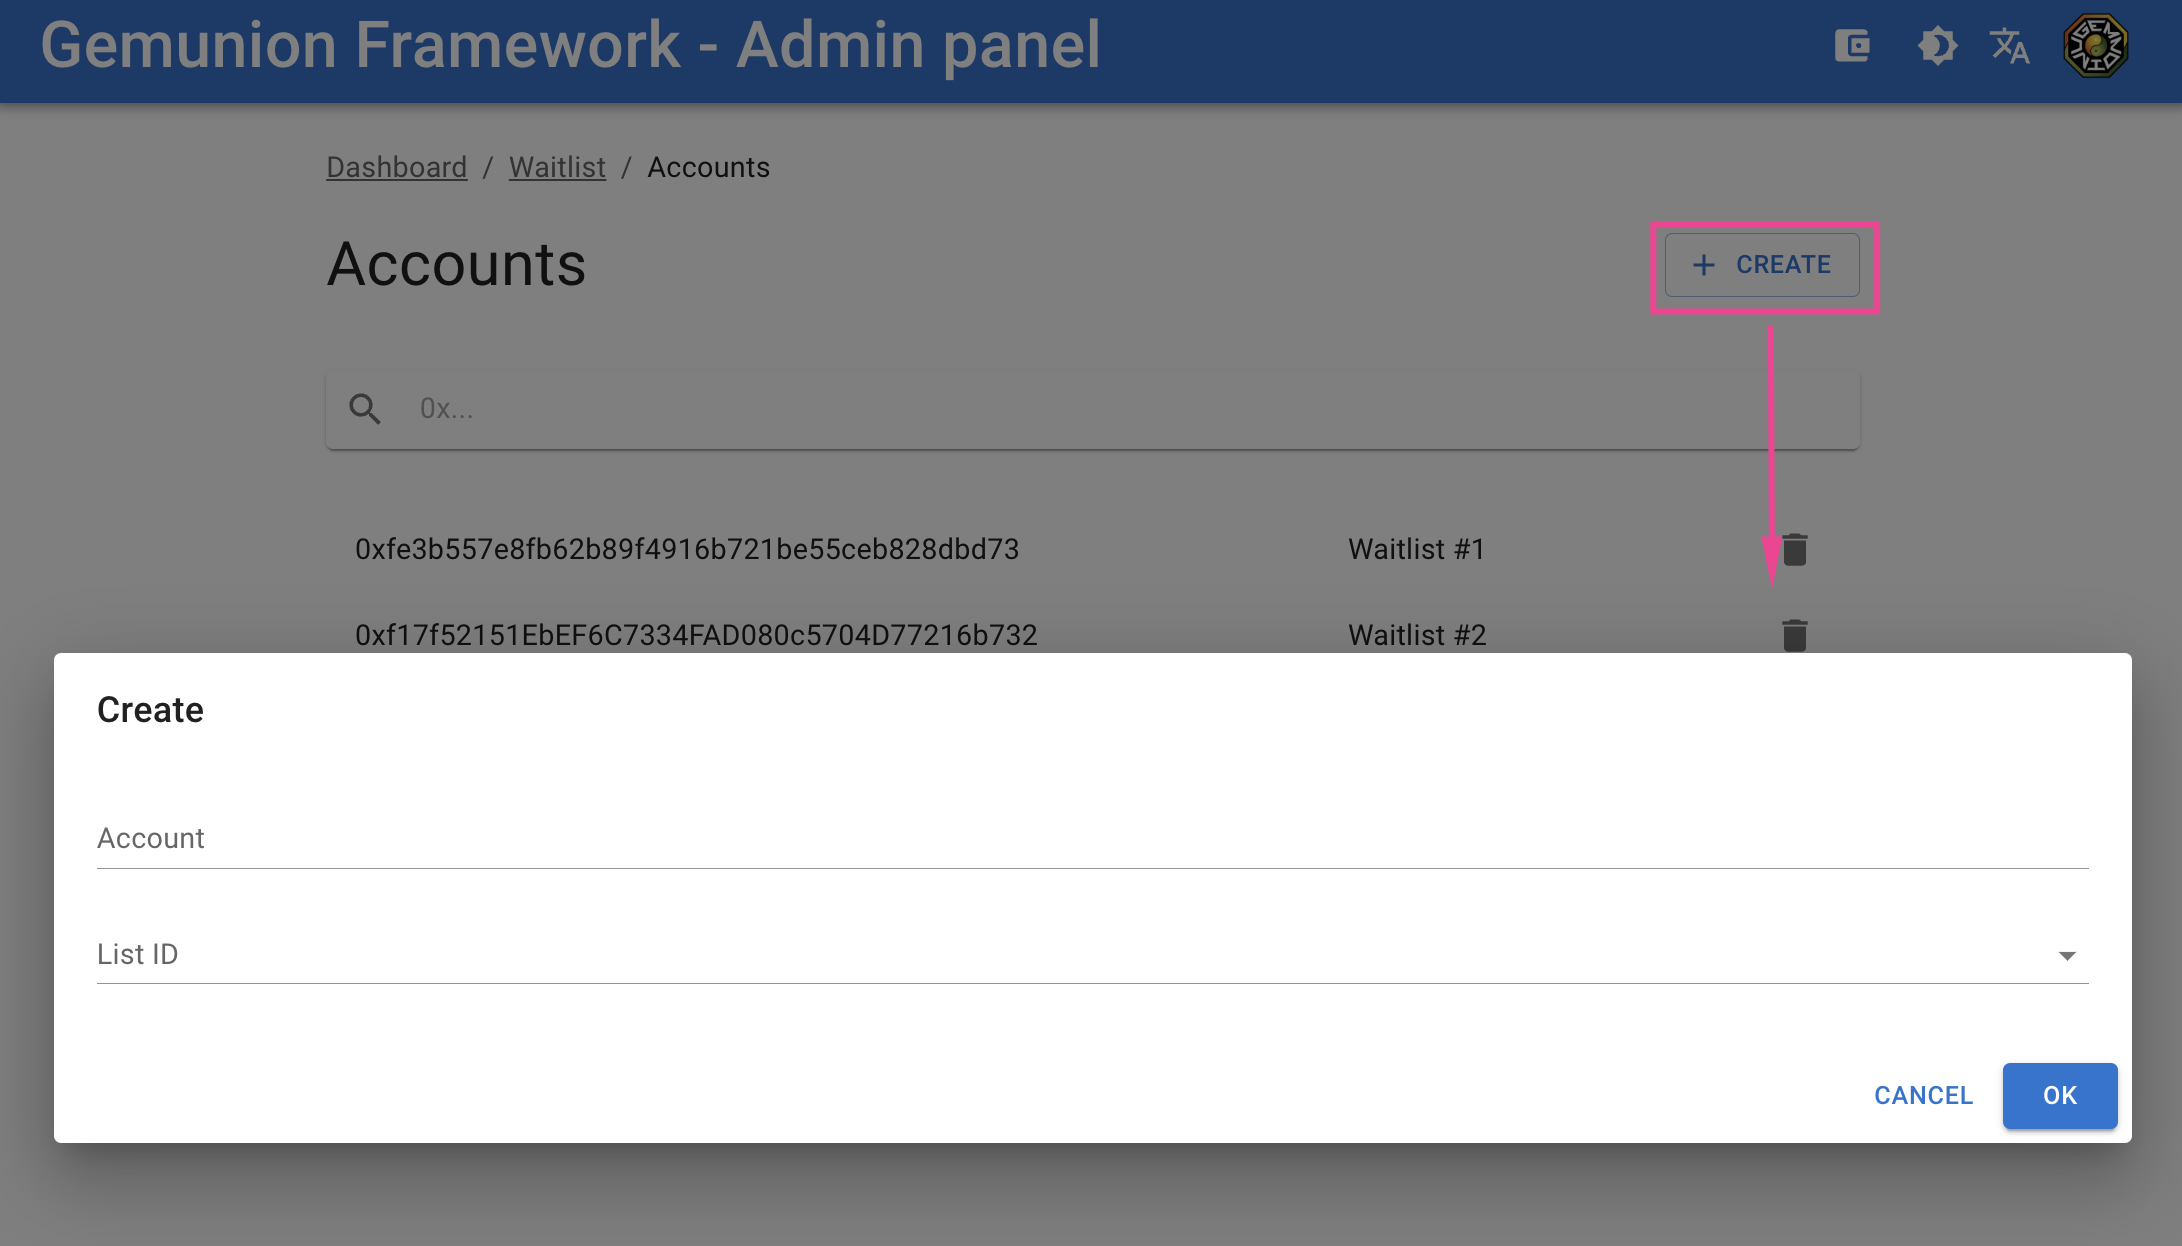 Gemunion Framework - Admin panel
Dashboard / Waitlist / Accounts
Accounts
+ CREATE
0x...
0xfe3b557e8fb62b89f4916b721be55ceb828dbd73 Waitlist #1
0xf17f52151EbEF6C7334FAD080c5704D77216b732 Waitlist #2
Create
Account
List ID
CANCEL OK